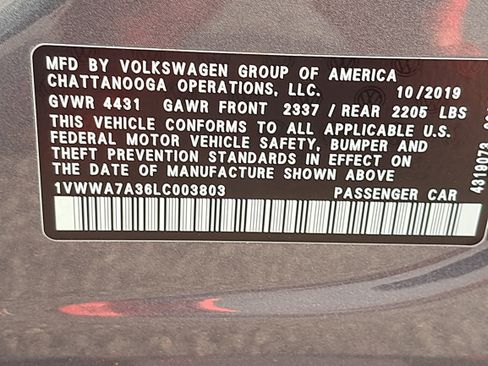 MFD BY VOLKSWAGEN GROUP OF AMERICA
CHATTANOOGA OPERATIONS, LLC. 10/2019
GVWR 4431 GAWR FRONT 2337 / REAR 2205 LBS
THIS VEHICLE CONFORMS TO ALL APPLICABLE U.S.
FEDERAL MOTOR VEHICLE SAFETY, BUMPER AND
THEFT PREVENTION STANDARDS IN EFFECT ON
THE DATE OF MANUFACTURE SHOWN ABOVE
1VWWA7A36LC003803 PASSENGER CAR
4319073